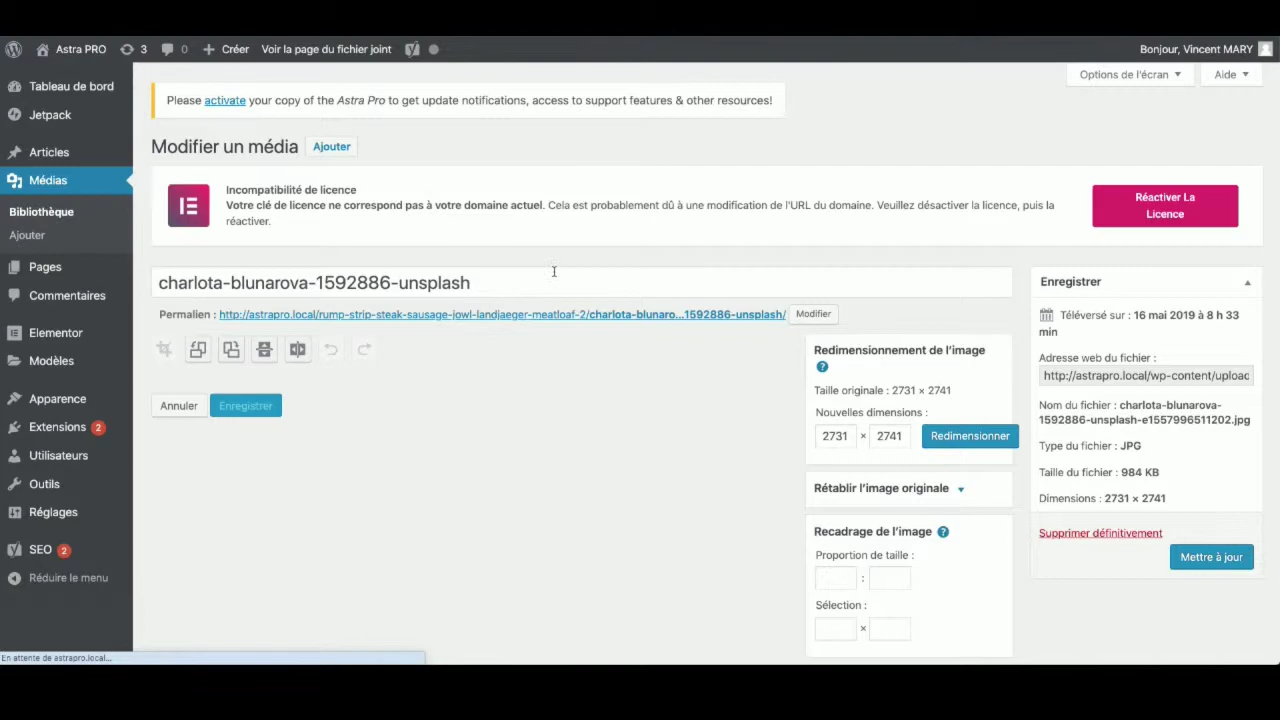 Astra PRO 3 0 Créer Voir la page du fichier joint Bonjour, Vincent MARY
Options de l'écran ▼ Aide ▼
Tableau de bord
Jetpack
Articles
Médias
Bibliothèque
Ajouter
Pages
Commentaires
Elementor
Modèles
Apparence
Extensions 2
Utilisateurs
Outils
Réglages
SEO 2
Réduire le menu
Please activate your copy of the Astra Pro to get update notifications, access to support features & other resources!
Modifier un média Ajouter
Incompatibilité de licence
Votre clé de licence ne correspond pas à votre domaine actuel. Cela est probablement dû à une modification de l'URL du domaine. Veuillez désactiver la licence, puis la
réactiver.
Réactiver La
Licence
charlota-blunarova-1592886-unsplash
Permalien : http://astrapro.local/rump-strip-steak-sausage-jowl-landjaeger-meatloaf-2/charlota-blunaro...1592886-unsplash/ Modifier
Annuler Enregistrer
Redimensionnement de l'image
?
Taille originale : 2731 × 2741
Nouvelles dimensions :
2731 × 2741 Redimensionner
Rétablir l'image originale ▼
Recadrage de l'image ?
Proportion de taille :
:
Sélection :
×
Enregistrer ▲
Téléversé sur : 16 mai 2019 à 8 h 33
min
Adresse web du fichier :
http://astrapro.local/wp-content/upload
Nom du fichier : charlota-blunarova-
1592886-unsplash-e1557996511202.jpg
Type du fichier : JPG
Taille du fichier : 984 KB
Dimensions : 2731 × 2741
Supprimer définitivement
Mettre à jour
En attente de astrapro.local...